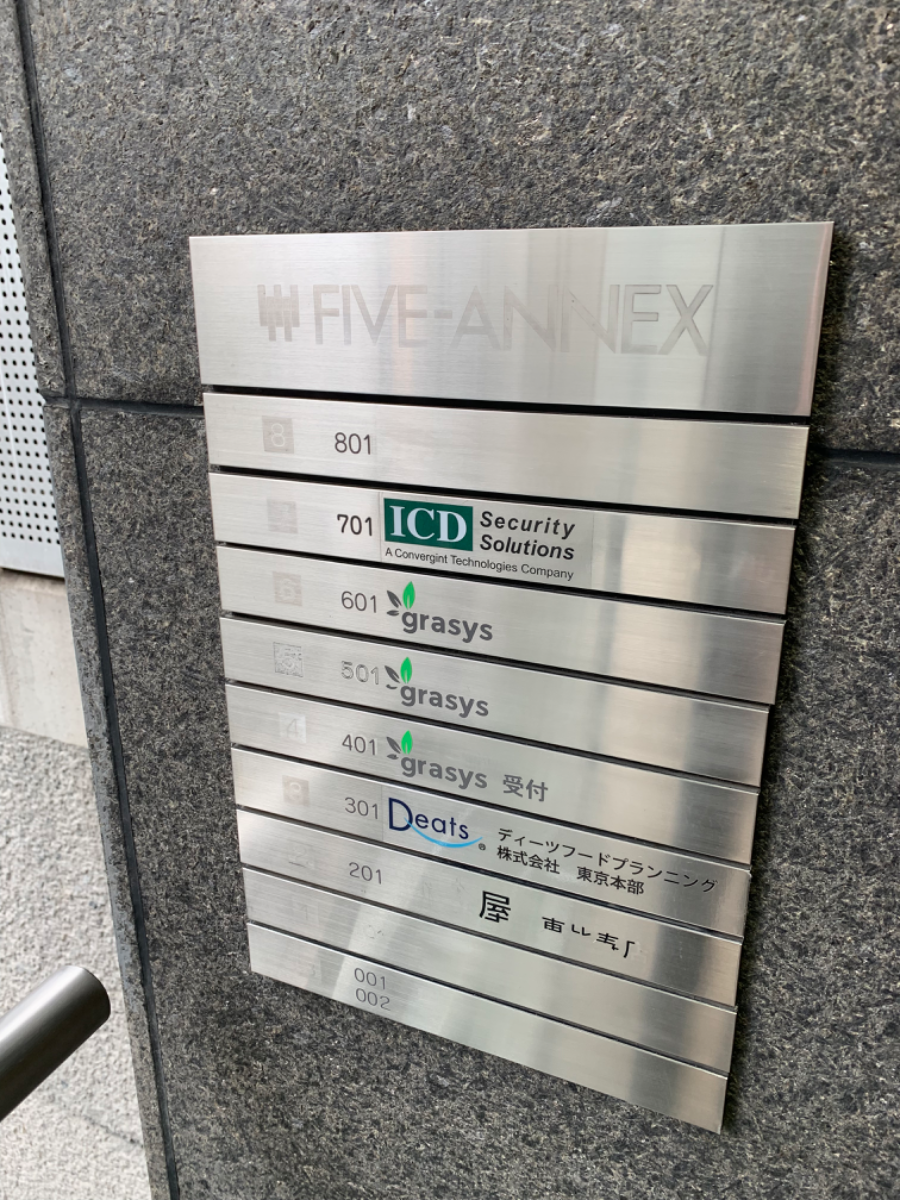 FIVE-ANNEX
8 801
701 ICD Security Solutions
A Convergint Technologies Company
601 grasys
5 501 grasys
4 401 grasys 受付
3 301 Deats® ディーツフードプランニング
株式会社 東京本部
201 屋
001
002